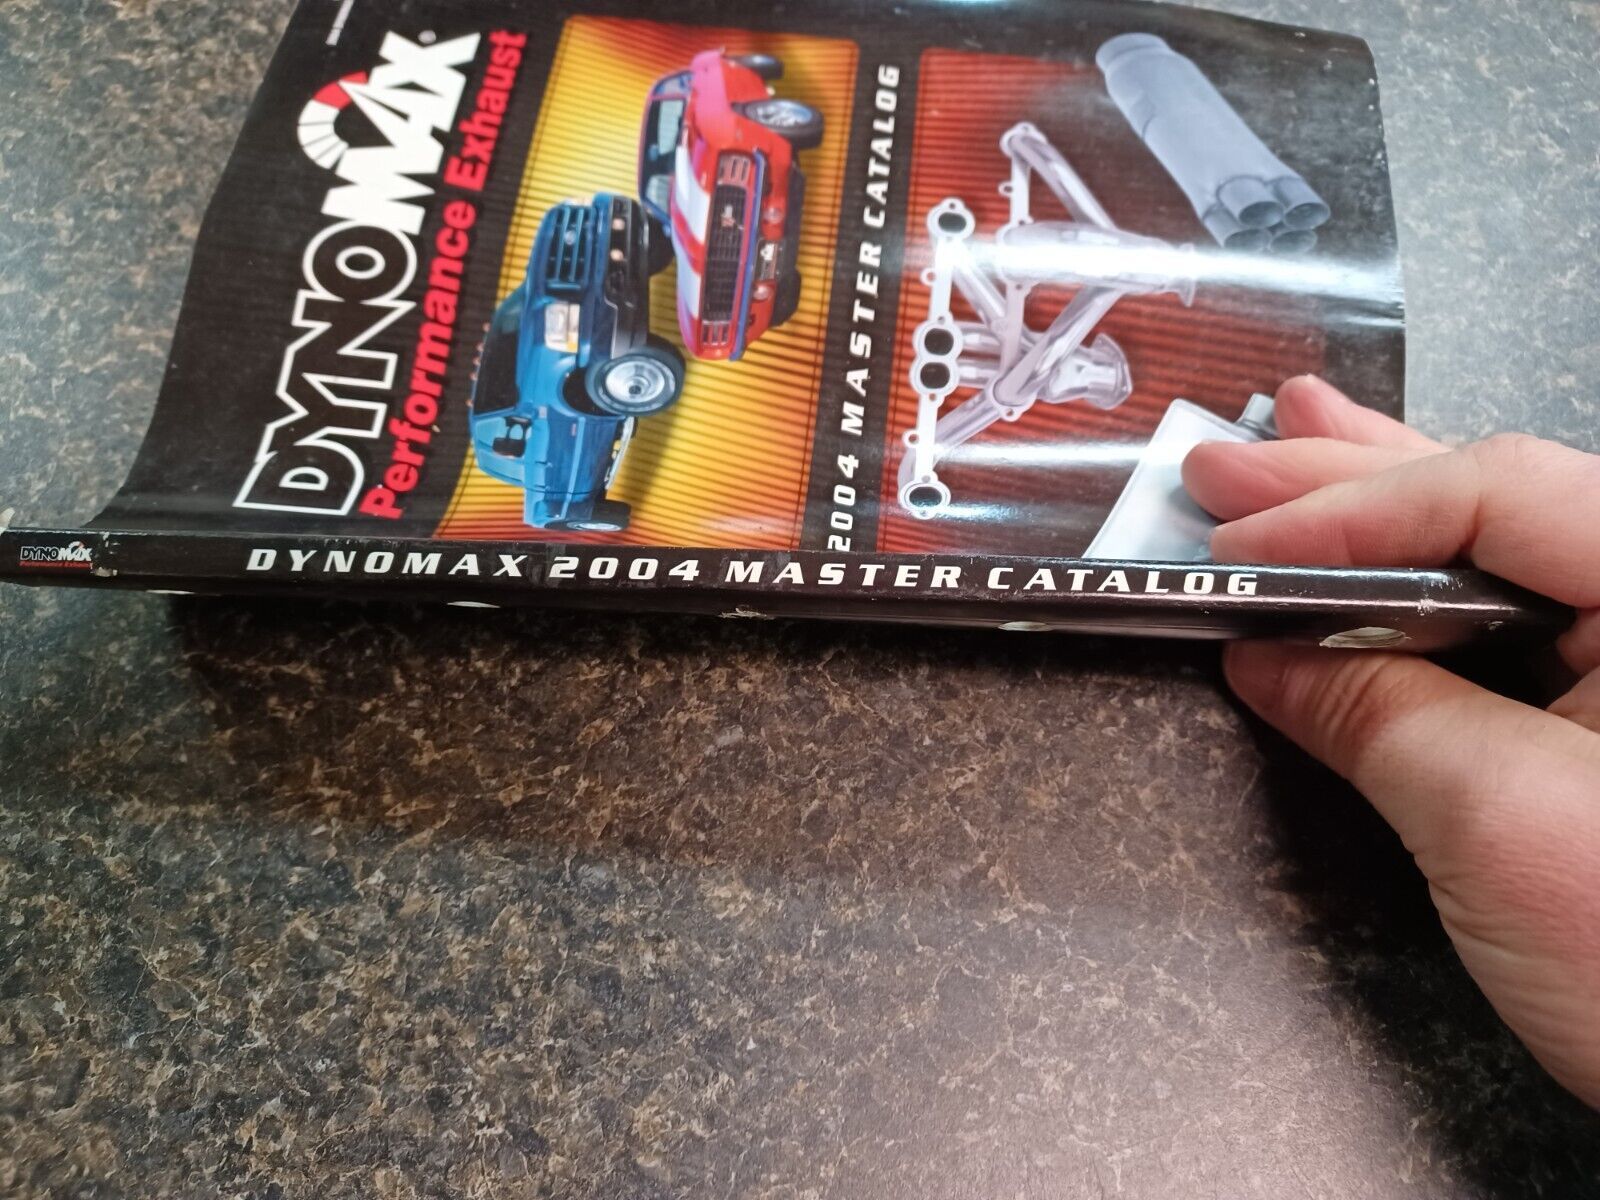 DYNOMAX
Performance Exhaust
2004 MASTER CATALOG
DYNOMAX
Performance Exhaust
DYNOMAX 2004 MASTER CATALOG